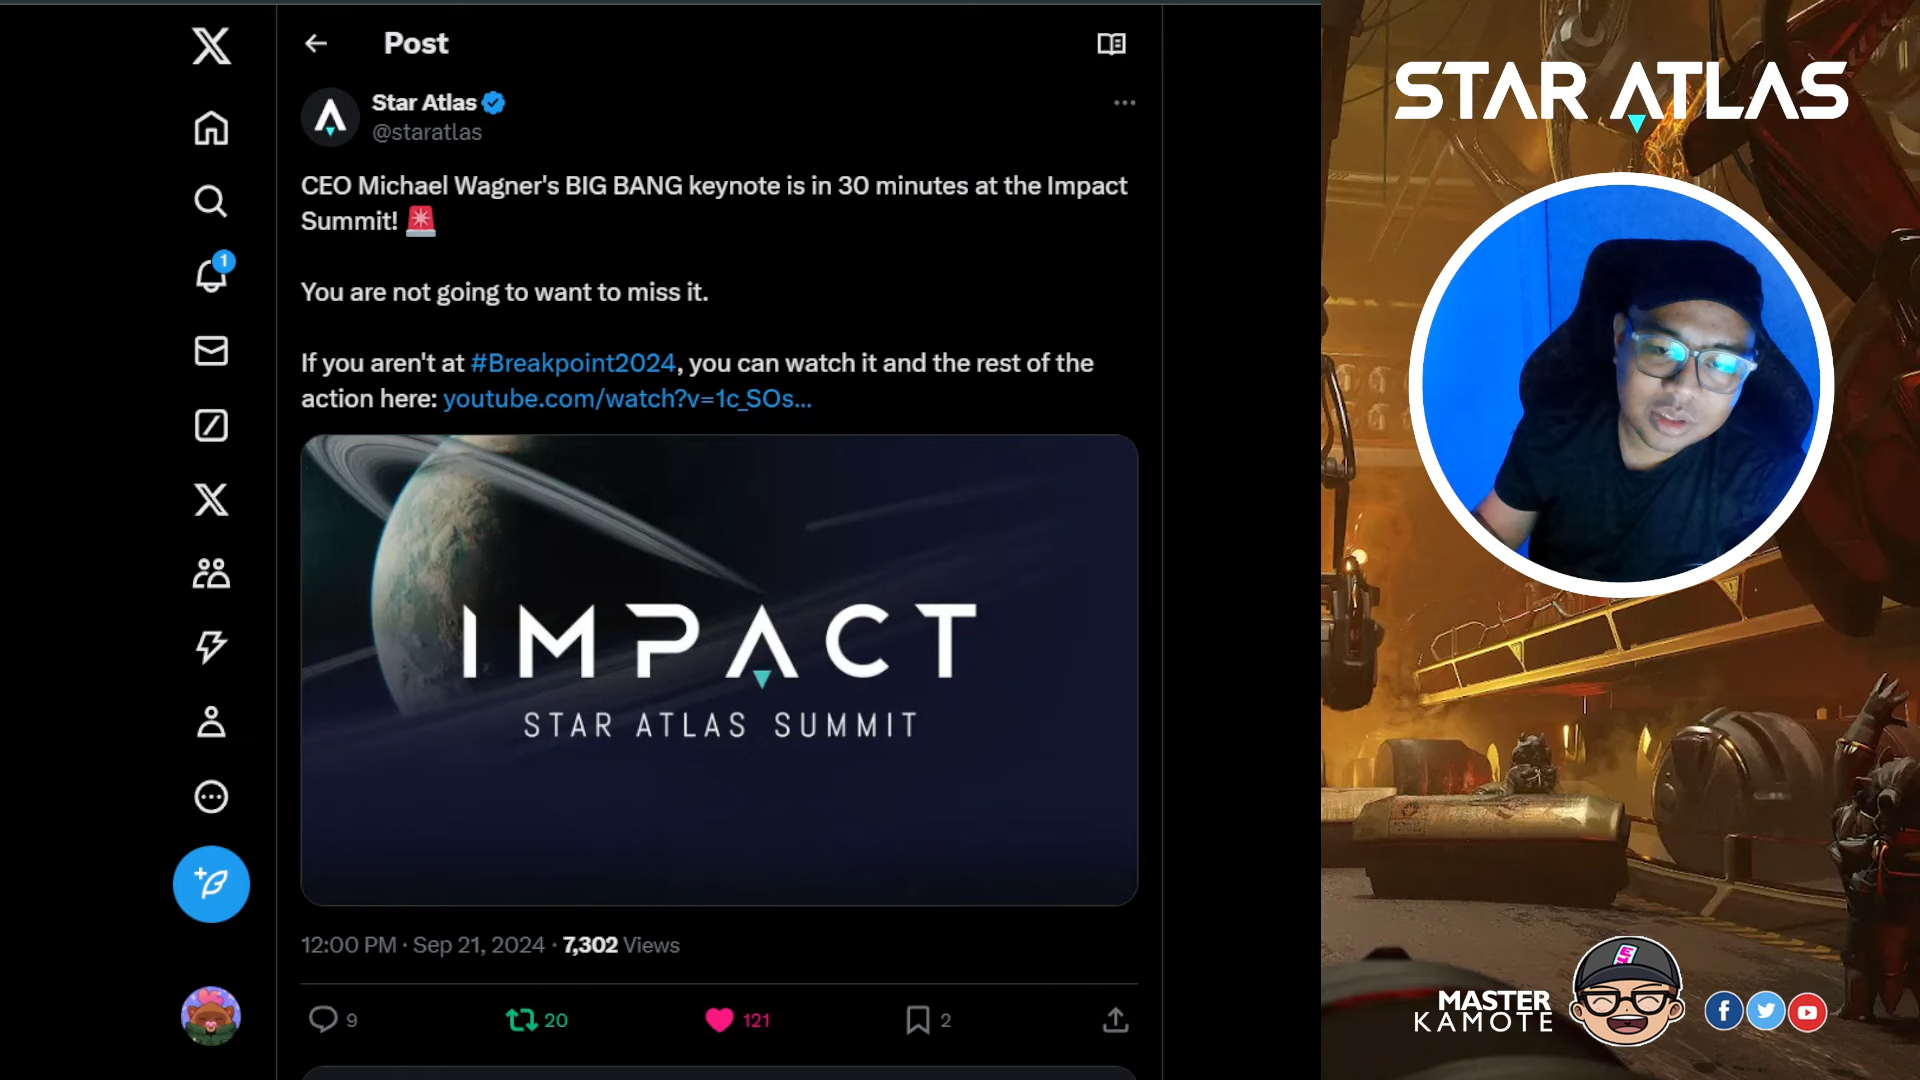 Post
Star Atlas
@staratlas
CEO Michael Wagner's BIG BANG keynote is in 30 minutes at the Impact
Summit! 🚨
You are not going to want to miss it.
If you aren't at #Breakpoint2024, you can watch it and the rest of the
action here: youtube.com/watch?v=1c_SOs...
IMPACT
STAR ATLAS SUMMIT
12:00 PM · Sep 21, 2024 · 7,302 Views
9
20
121
2
1
STAR ATLAS
MASTER
KAMOTE